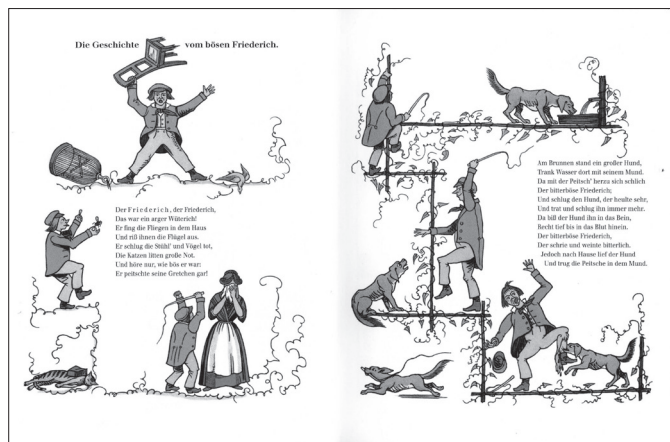 Die Geschichte vom bösen Friederich.
Der Friederich, der Friederich,
Das war ein arger Wüterich!
Er fing die Fliegen in dem Haus
Und riß ihnen die Flügel aus.
Er schlug die Stühl' und Vögel tot,
Die Katzen litten große Not.
Und höre nur, wie bös er war:
Er peitschte seine Gretchen gar!
Am Brunnen stand ein großer Hund,
Trank Wasser dort mit seinem Mund.
Da mit der Peitsch' herzu sich schlich
Der bitterböse Friederich;
Und schlug den Hund, der heulte sehr,
Und trat und schlug ihn immer mehr.
Da biß der Hund ihn in das Bein,
Recht tief bis in das Blut hinein.
Der bitterböse Friederich,
Der schrie und weinte bitterlich.
Jedoch nach Hause lief der Hund
Und trug die Peitsche in dem Mund.